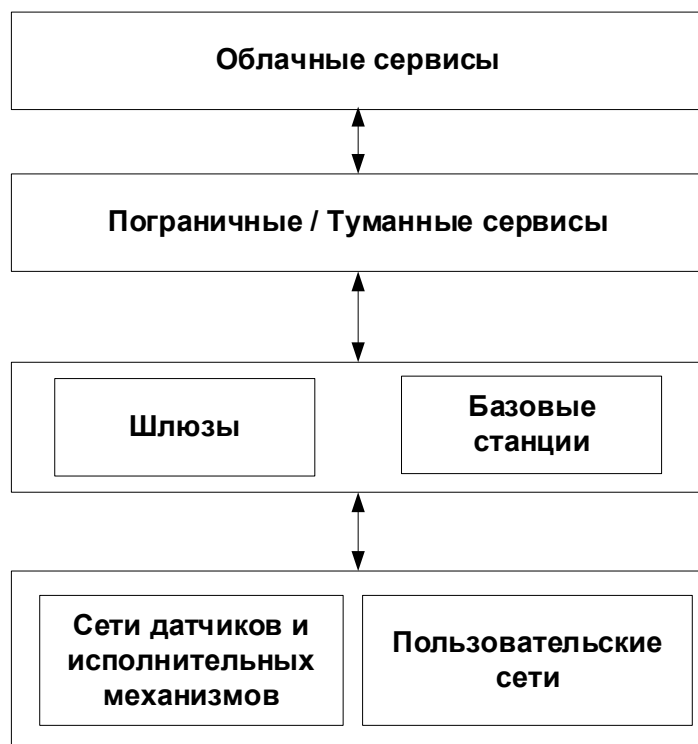 Облачные сервисы
Пограничные / Туманные сервисы
Шлюзы
Базовые
станции
Сети датчиков и
исполнительных
механизмов
Пользовательские
сети